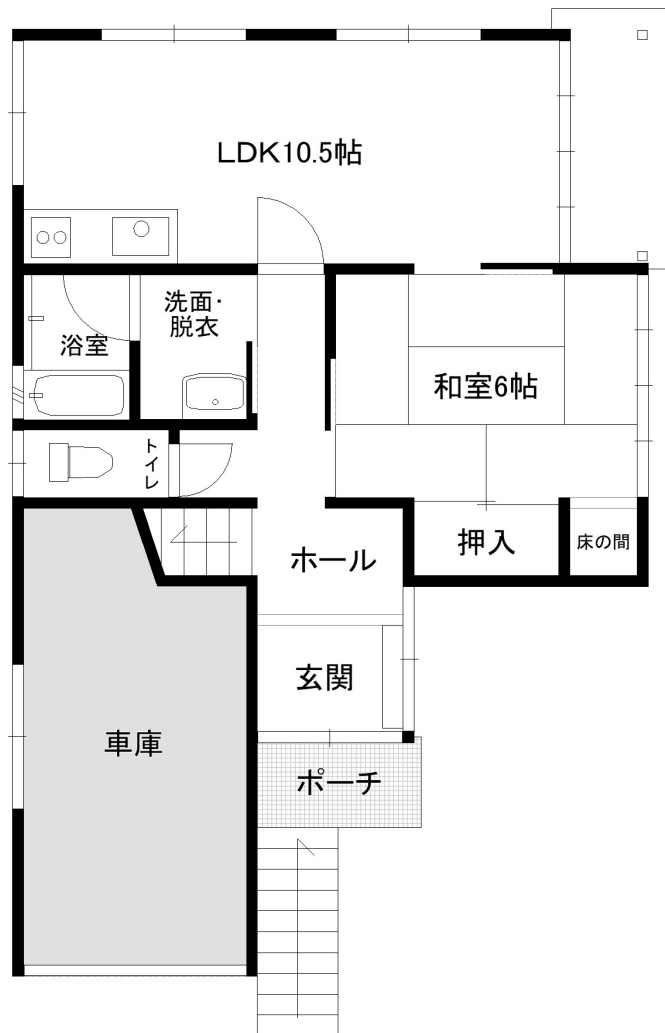 LDK10.5帖
洗面・
脱衣
浴室
和室6帖
トイレ
ホール
押入
床の間
玄関
車庫
ポーチ